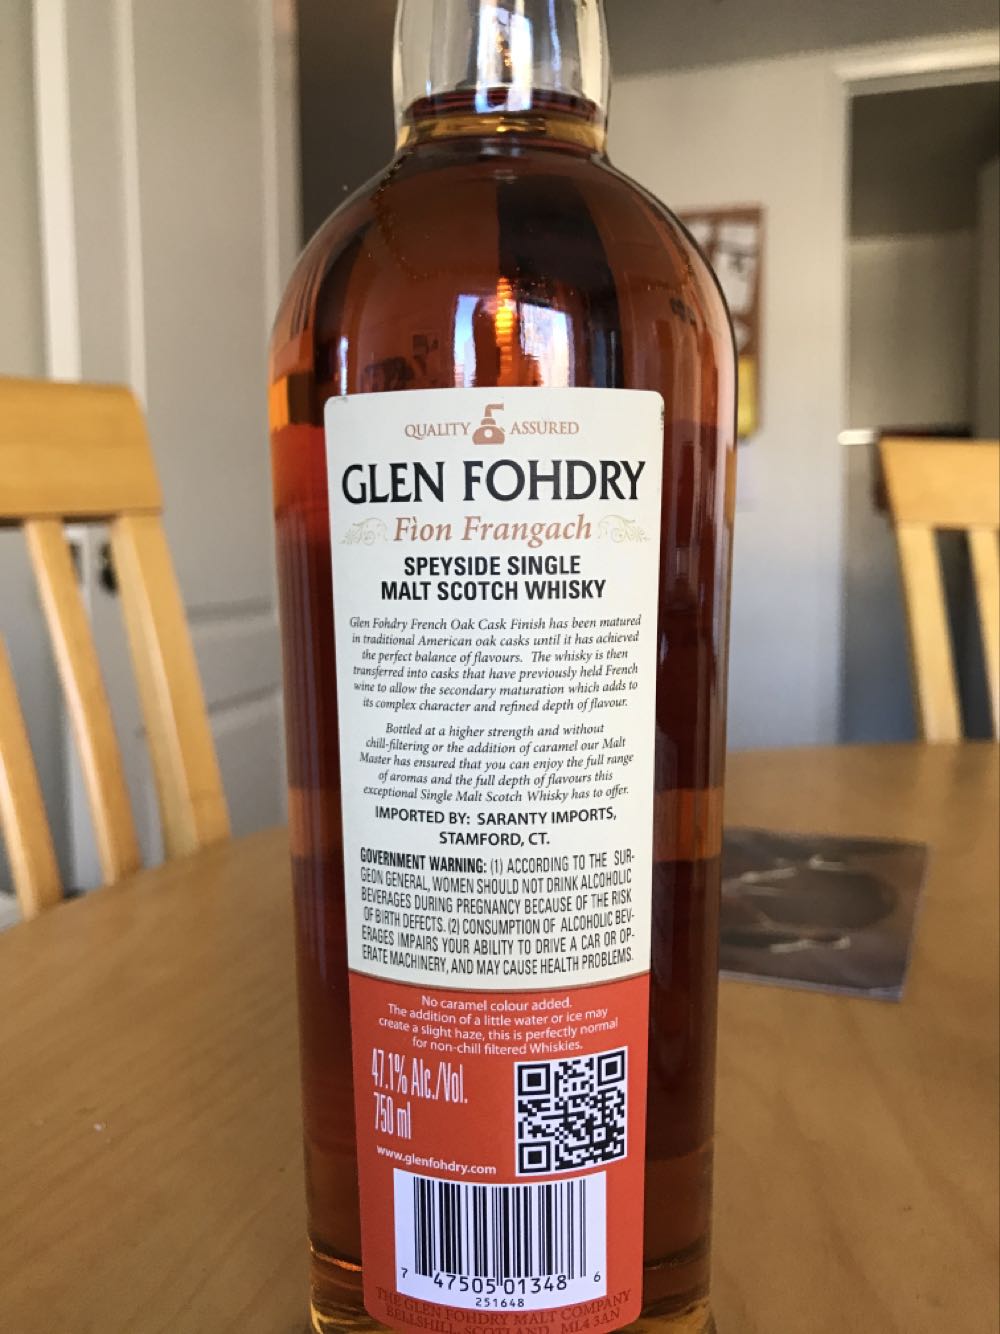 QUALITY ASSURED
GLEN FOHDRY
Fìon Frangach
SPEYSIDE SINGLE
MALT SCOTCH WHISKY
Glen Fohdry French Oak Cask Finish has been matured
in traditional American oak casks until it has achieved
the perfect balance of flavours. The whisky is then
transferred into casks that have previously held French
wine to allow the secondary maturation which adds to
its complex character and refined depth of flavour.
Bottled at a higher strength and without
chill-filtering or the addition of caramel our Malt
Master has ensured that you can enjoy the full range
of aromas and the full depth of flavours this
exceptional Single Malt Scotch Whisky has to offer.
IMPORTED BY: SARANTY IMPORTS,
STAMFORD, CT.
GOVERNMENT WARNING: (1) ACCORDING TO THE SUR-
GEON GENERAL, WOMEN SHOULD NOT DRINK ALCOHOLIC
BEVERAGES DURING PREGNANCY BECAUSE OF THE RISK
OF BIRTH DEFECTS. (2) CONSUMPTION OF ALCOHOLIC BEV-
ERAGES IMPAIRS YOUR ABILITY TO DRIVE A CAR OR OP-
ERATE MACHINERY, AND MAY CAUSE HEALTH PROBLEMS.
No caramel colour added.
The addition of a little water or ice may
create a slight haze, this is perfectly normal
for non-chill filtered Whiskies.
47.1% Alc./Vol.
750 ml
www.glenfohdry.com
7 47505 01348 6
251648
THE GLEN FOHDRY MALT COMPANY
BELLSHILL, SCOTLAND ML4 3AN